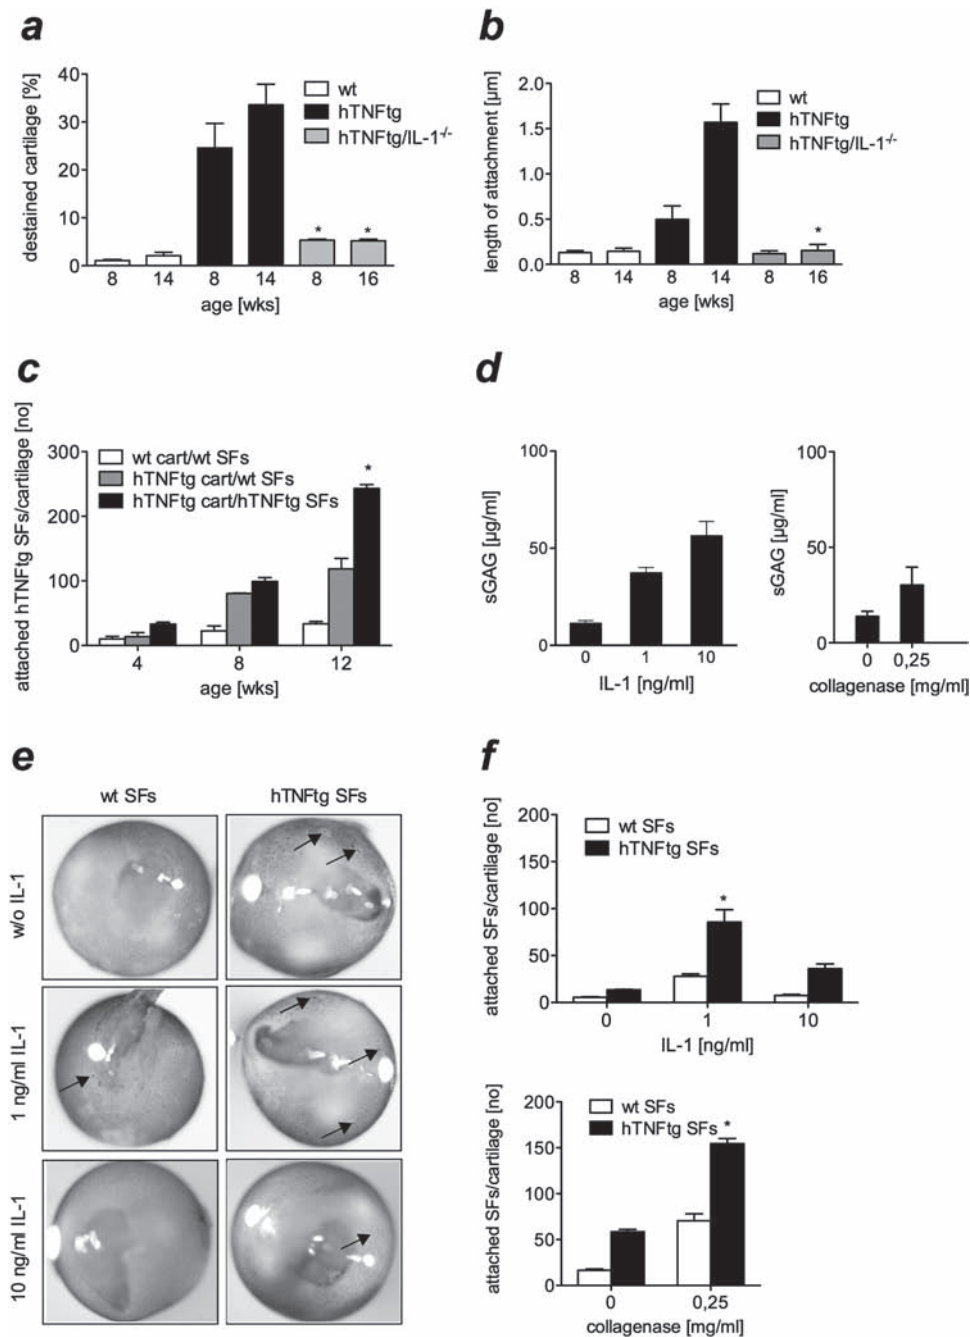 a
destained cartilage [%]
40
30
20
10
0
wt
hTNFtg
hTNFtg/IL-1-/-
* *
8 14 8 14 8 16
age [wks]
b
length of attachment [µm]
2.0
1.5
1.0
0.5
0.0
wt
hTNFtg
hTNFtg/IL-1-/-
*
8 14 8 14 8 16
age [wks]
c
attached hTNFtg SFs/cartilage [no]
300
200
100
0
wt cart/wt SFs
hTNFtg cart/wt SFs
hTNFtg cart/hTNFtg SFs
*
4 8 12
age [wks]
d
sGAG [µg/ml]
100
50
0
0 1 10
IL-1 [ng/ml]
sGAG [µg/ml]
100
50
0
0 0,25
collagenase [mg/ml]
e
wt SFs hTNFtg SFs
w/o IL-1
1 ng/ml IL-1
10 ng/ml IL-1
f
attached SFs/cartilage [no]
200
150
100
50
0
wt SFs
hTNFtg SFs
*
0 1 10
IL-1 [ng/ml]
attached SFs/cartilage [no]
200
150
100
50
0
wt SFs
hTNFtg SFs
*
0 0,25
collagenase [mg/ml]